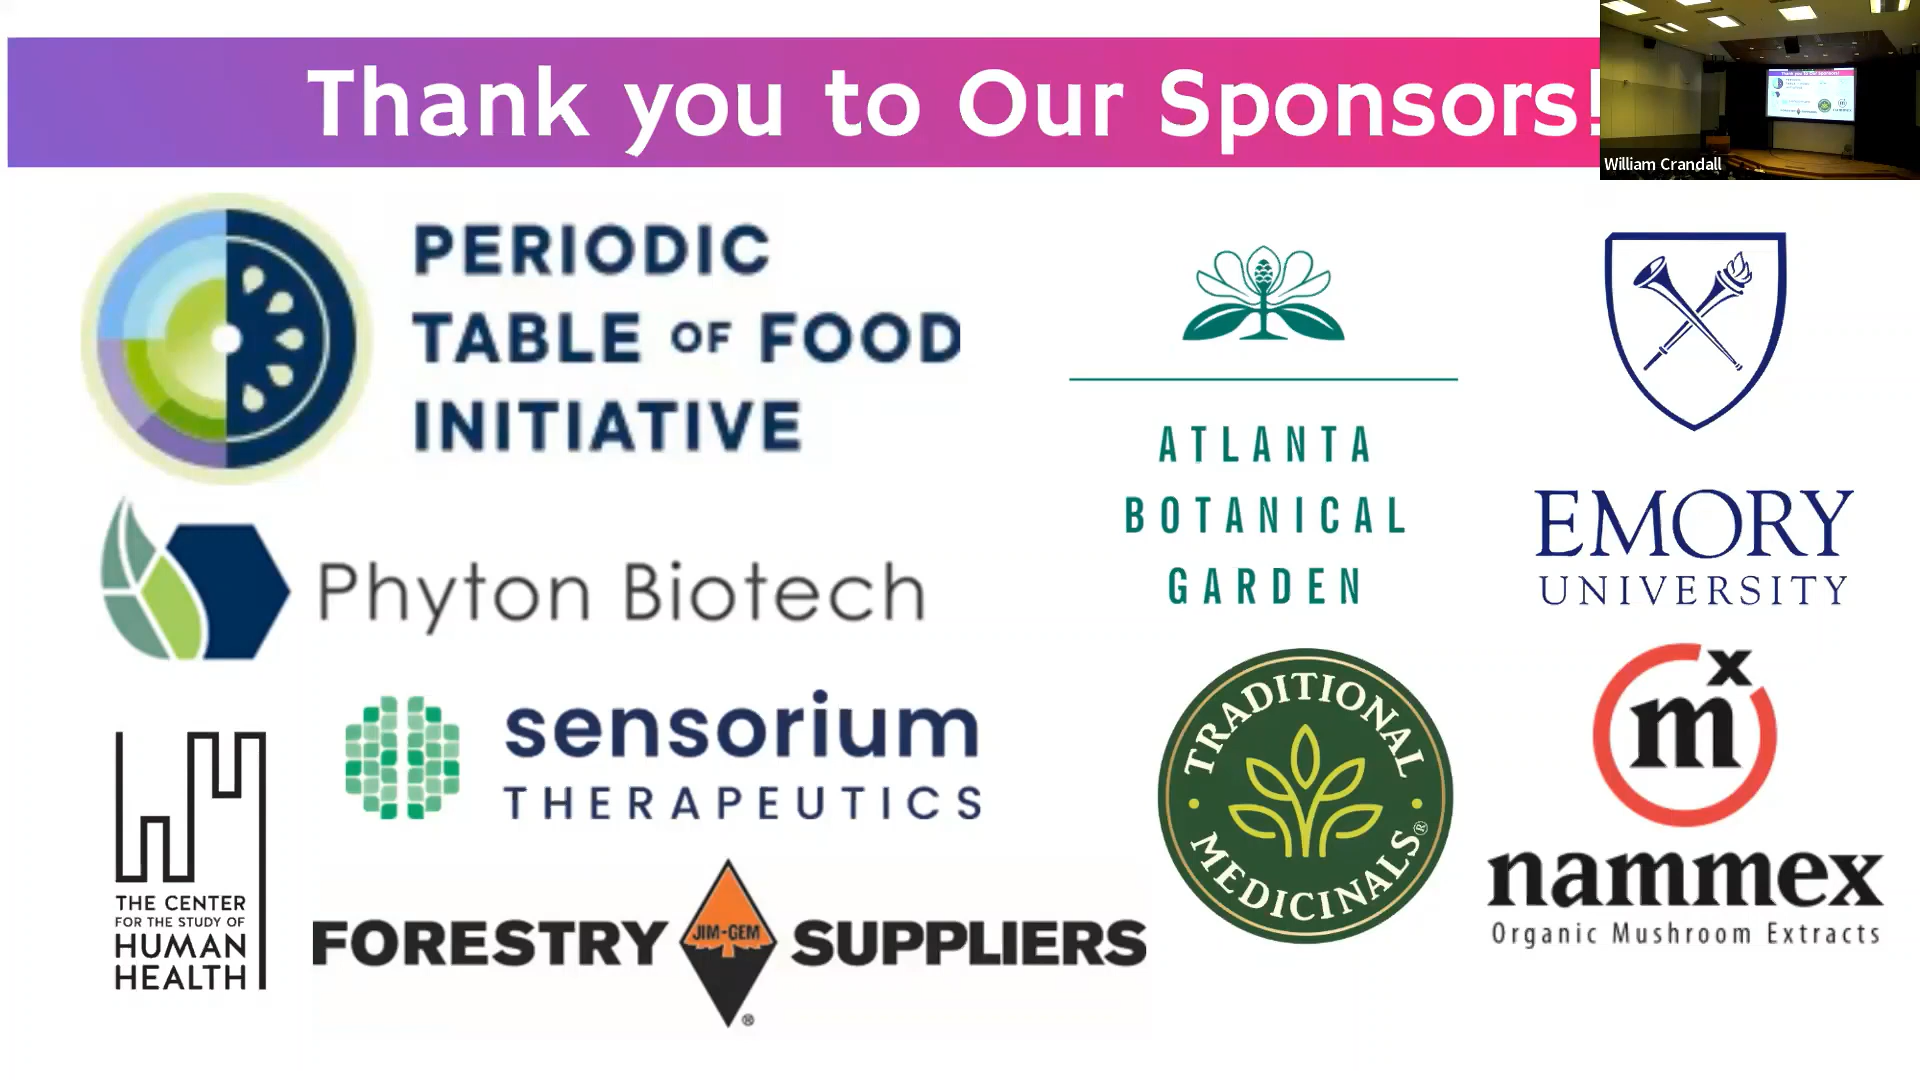 Thank you to Our Sponsors!
William Crandall
PERIODIC
TABLE OF FOOD
INITIATIVE
ATLANTA
BOTANICAL
GARDEN
EMORY
UNIVERSITY
Phyton Biotech
sensorium
THERAPEUTICS
TRADITIONAL
MEDICINALS®
mx
nammex
Organic Mushroom Extracts
THE CENTER
FOR THE STUDY OF
HUMAN
HEALTH
FORESTRY JIM-GEM SUPPLIERS
®